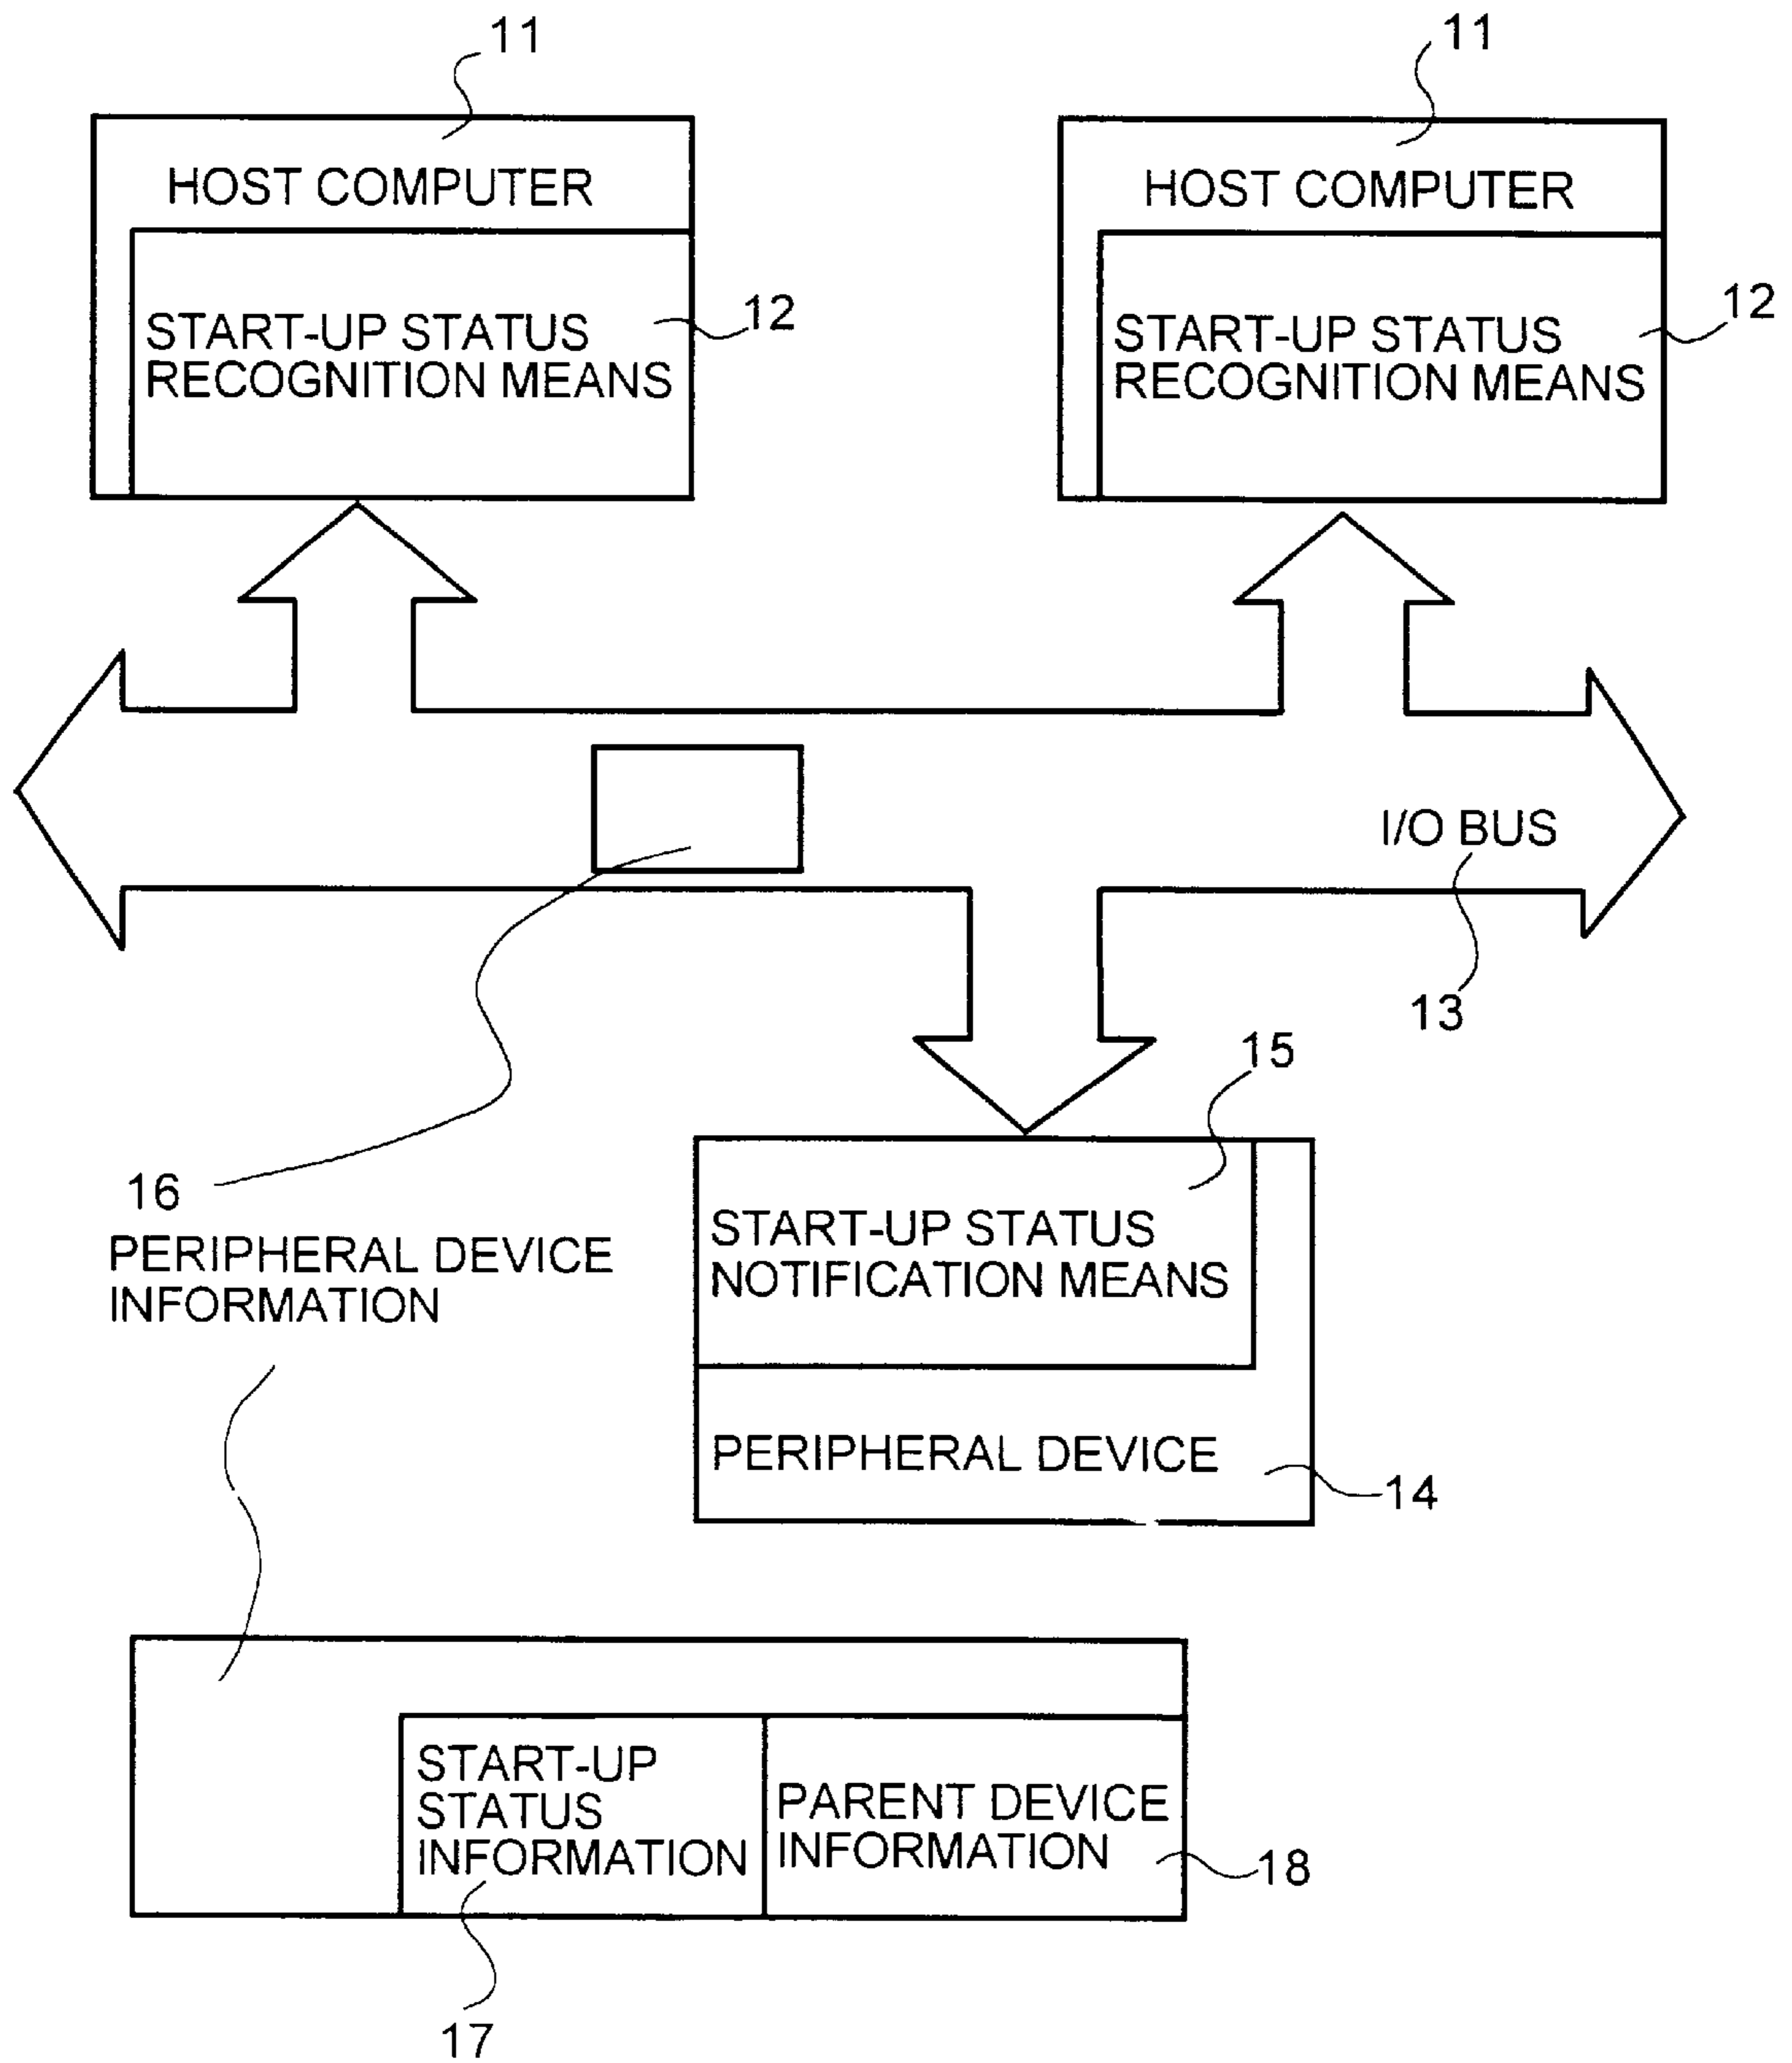 11
11
HOST COMPUTER
HOST COMPUTER
START-UP STATUS
RECOGNITION MEANS
12
START-UP STATUS
RECOGNITION MEANS
12
I/O BUS
13
15
16
PERIPHERAL DEVICE
INFORMATION
START-UP STATUS
NOTIFICATION MEANS
PERIPHERAL DEVICE
14
START-UP
STATUS
INFORMATION
PARENT DEVICE
INFORMATION
18
17